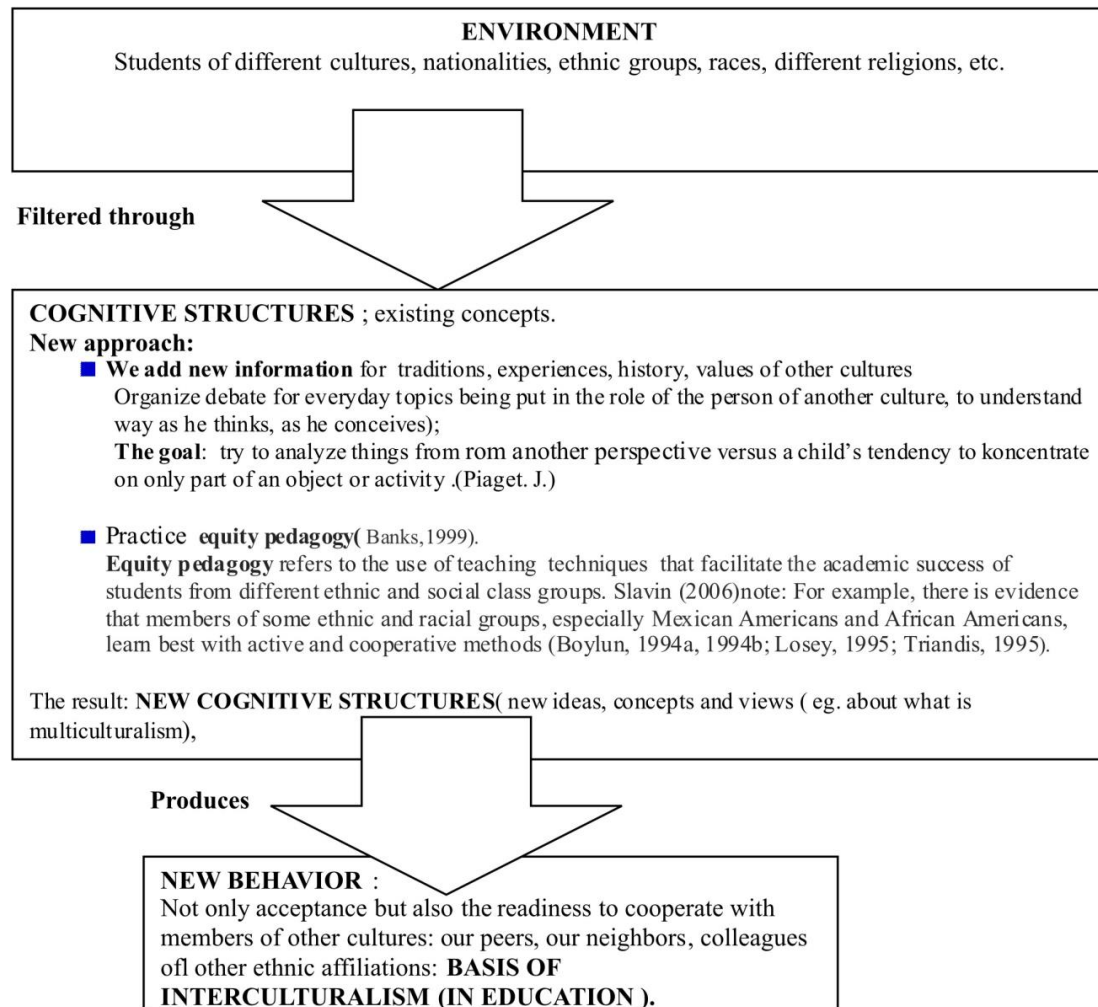 ENVIRONMENT
Students of different cultures, nationalities, ethnic groups, races, different religions, etc.
Filtered through
COGNITIVE STRUCTURES ; existing concepts.
New approach:
■ We add new information for traditions, experiences, history, values of other cultures
Organize debate for everyday topics being put in the role of the person of another culture, to understand
way as he thinks, as he conceives);
The goal: try to analyze things from rom another perspective versus a child's tendency to koncentrate
on only part of an object or activity .(Piaget. J.)
■ Practice equity pedagogy( Banks,1999).
Equity pedagogy refers to the use of teaching techniques that facilitate the academic success of
students from different ethnic and social class groups. Slavin (2006)note: For example, there is evidence
that members of some ethnic and racial groups, especially Mexican Americans and African Americans,
learn best with active and cooperative methods (Boylun, 1994a, 1994b; Losey, 1995; Triandis, 1995).
The result: NEW COGNITIVE STRUCTURES( new ideas, concepts and views ( eg. about what is
multiculturalism),
Produces
NEW BEHAVIOR :
Not only acceptance but also the readiness to cooperate with
members of other cultures: our peers, our neighbors, colleagues
ofl other ethnic affiliations: BASIS OF
INTERCULTURALISM (IN EDUCATION ).